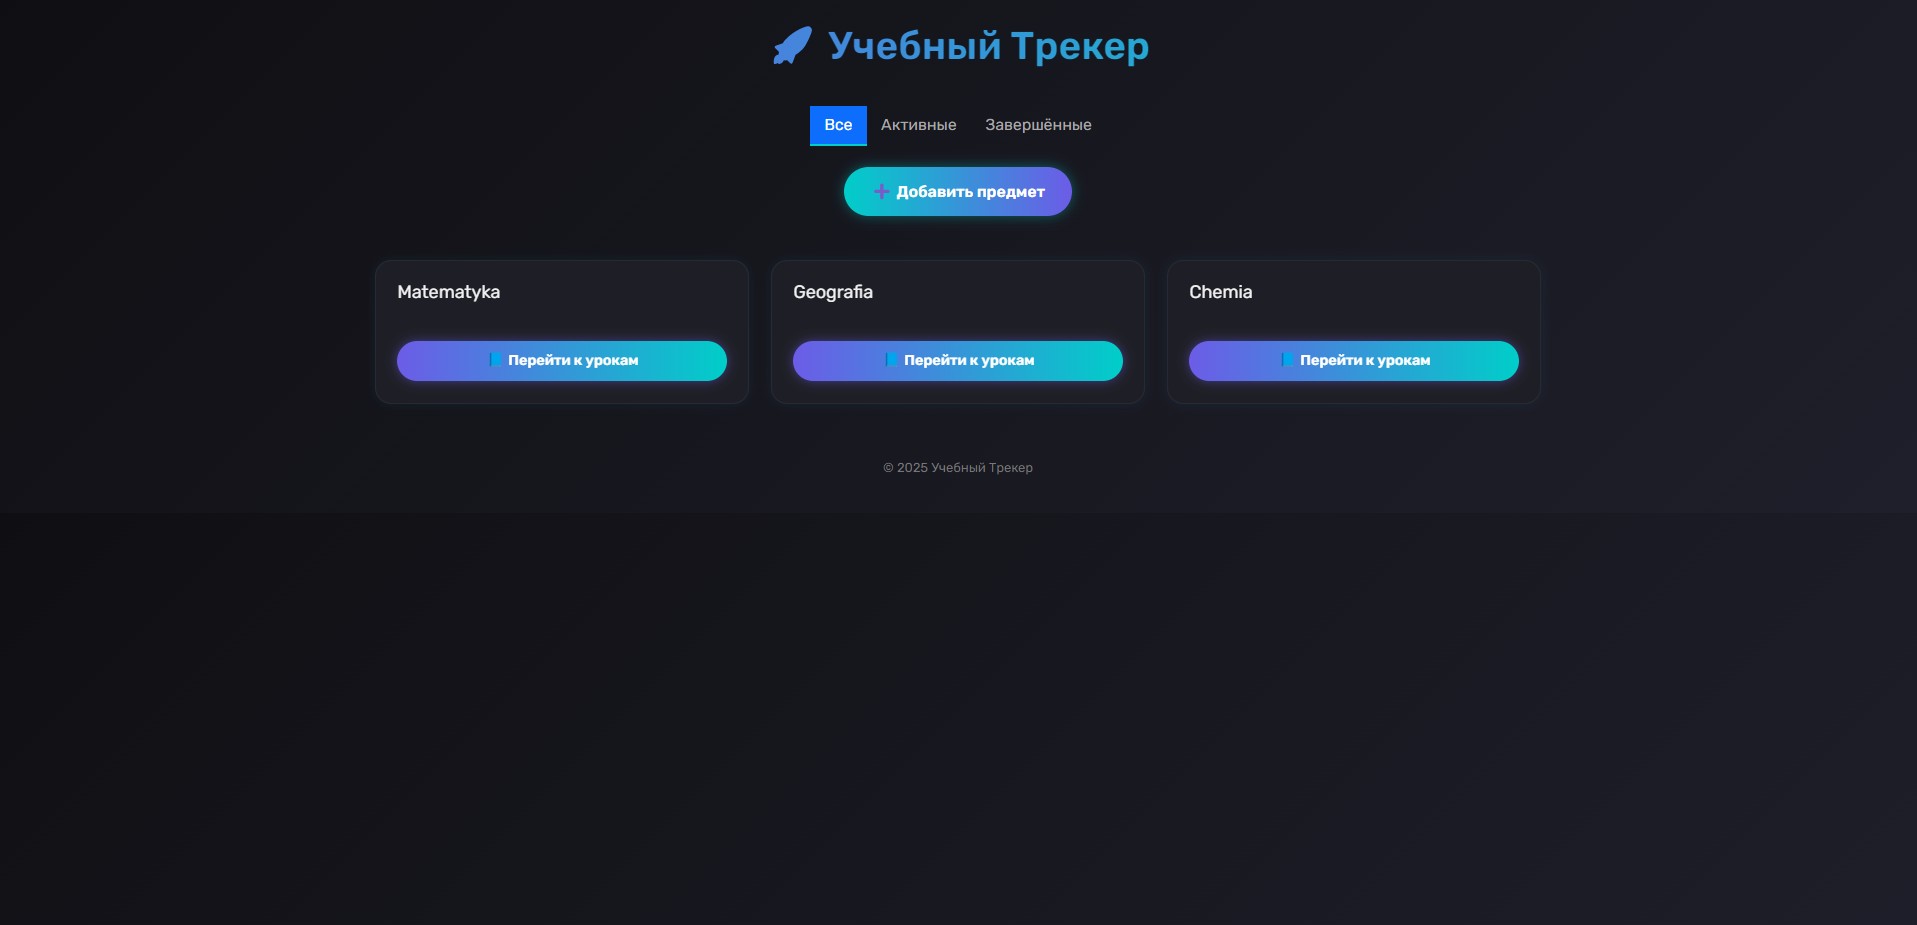 Учебный Трекер
Все Активные Завершённые
Добавить предмет
Matematyka Geografia Chemia
Перейти к урокам Перейти к урокам Перейти к урокам
© 2025 Учебный Трекер